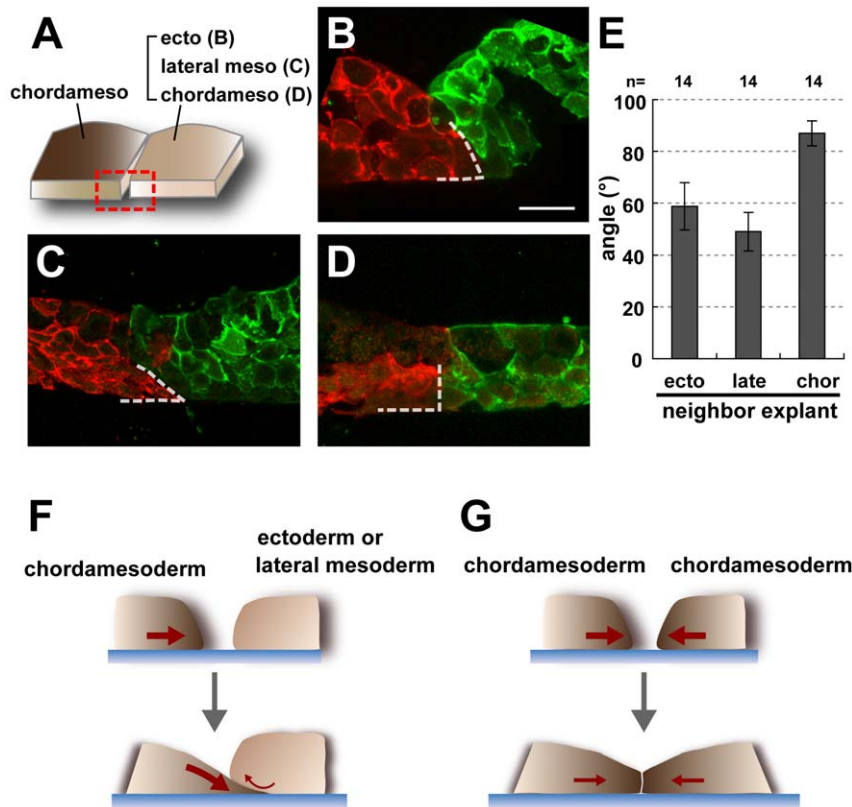 A
ecto (B)
lateral meso (C)
chordameso (D)
chordameso
B
C
D
E
n= 14 14 14
100
80
60
40
20
0
angle (°)
ecto late chor
neighbor explant
F
chordamesoderm
ectoderm or
lateral mesoderm
G
chordamesoderm chordamesoderm